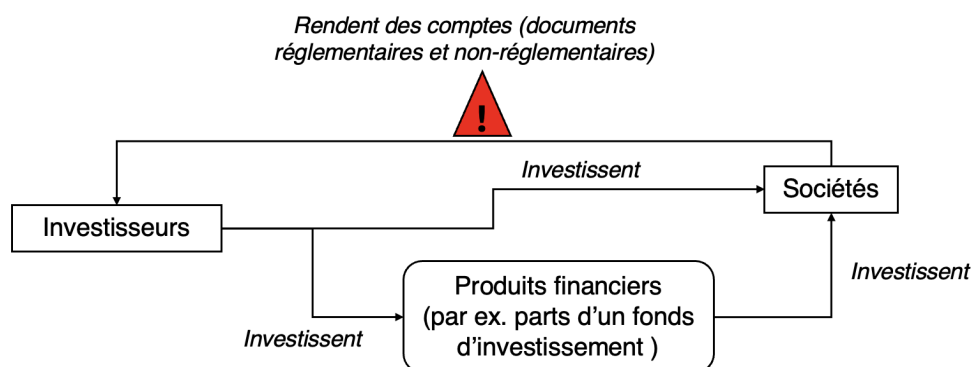 Rendent des comptes (documents
réglementaires et non-réglementaires)
!
Investissent
Sociétés
Investisseurs
Investissent
Produits financiers
(par ex. parts d’un fonds
d’investissement )
Investissent